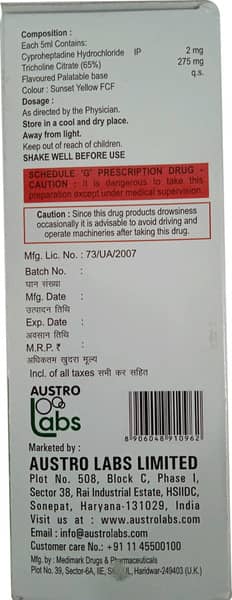 Composition :
Each 5ml Contains:
Cyproheptadine Hydrochloride IP 2 mg
Tricholine Citrate (65%) 275 mg
Flavoured Palatable base q.s.
Colour : Sunset Yellow FCF
Dosage :
As directed by the Physician.
Store in a cool and dry place.
Away from light.
Keep out of reach of children.
SHAKE WELL BEFORE USE
SCHEDULE 'G' PRESCRIPTION DRUG -
CAUTION : It is dangerous to take this
preparation except under medical supervision.
Caution : Since this drug products drowsiness
occasionally it is advisable to avoid driving and
operate machineries after taking this drug.
Mfg. Lic. No. : 73/UA/2007
Batch No. :
घान संख्या
Mfg. Date :
उत्पादन तिथि
Exp. Date :
अवसान तिथि
M.R.P. ₹ :
अधिकतम खुदरा मूल्य
Incl. of all taxes सभी कर सहित
AUSTRO
Labs
8 906048 910962
Marketed by :
AUSTRO LABS LIMITED
Plot No. 508, Block C, Phase I,
Sector 38, Rai Industrial Estate, HSIIDC,
Sonepat, Haryana-131029, India
Visit us at : www.austrolabs.com
Email : info@austrolabs.com
Customer care No.: +91 11 45500100
Mfg. by : Medimark Drugs & Pharmaceuticals
Plot No. 39, Sector-6A, IIE, Haridwar-249403 (U.K.)